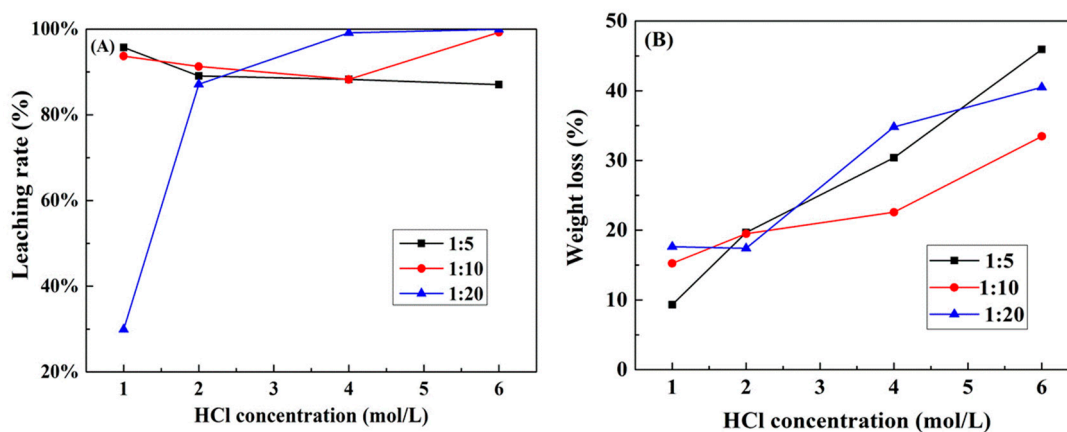 (A)
Leaching rate (%)
100%
80%
60%
40%
20%
1:5
1:10
1:20
1 2 3 4 5 6
HCl concentration (mol/L)
(B)
Weight loss (%)
50
40
30
20
10
0
1:5
1:10
1:20
1 2 3 4 5 6
HCl concentration (mol/L)